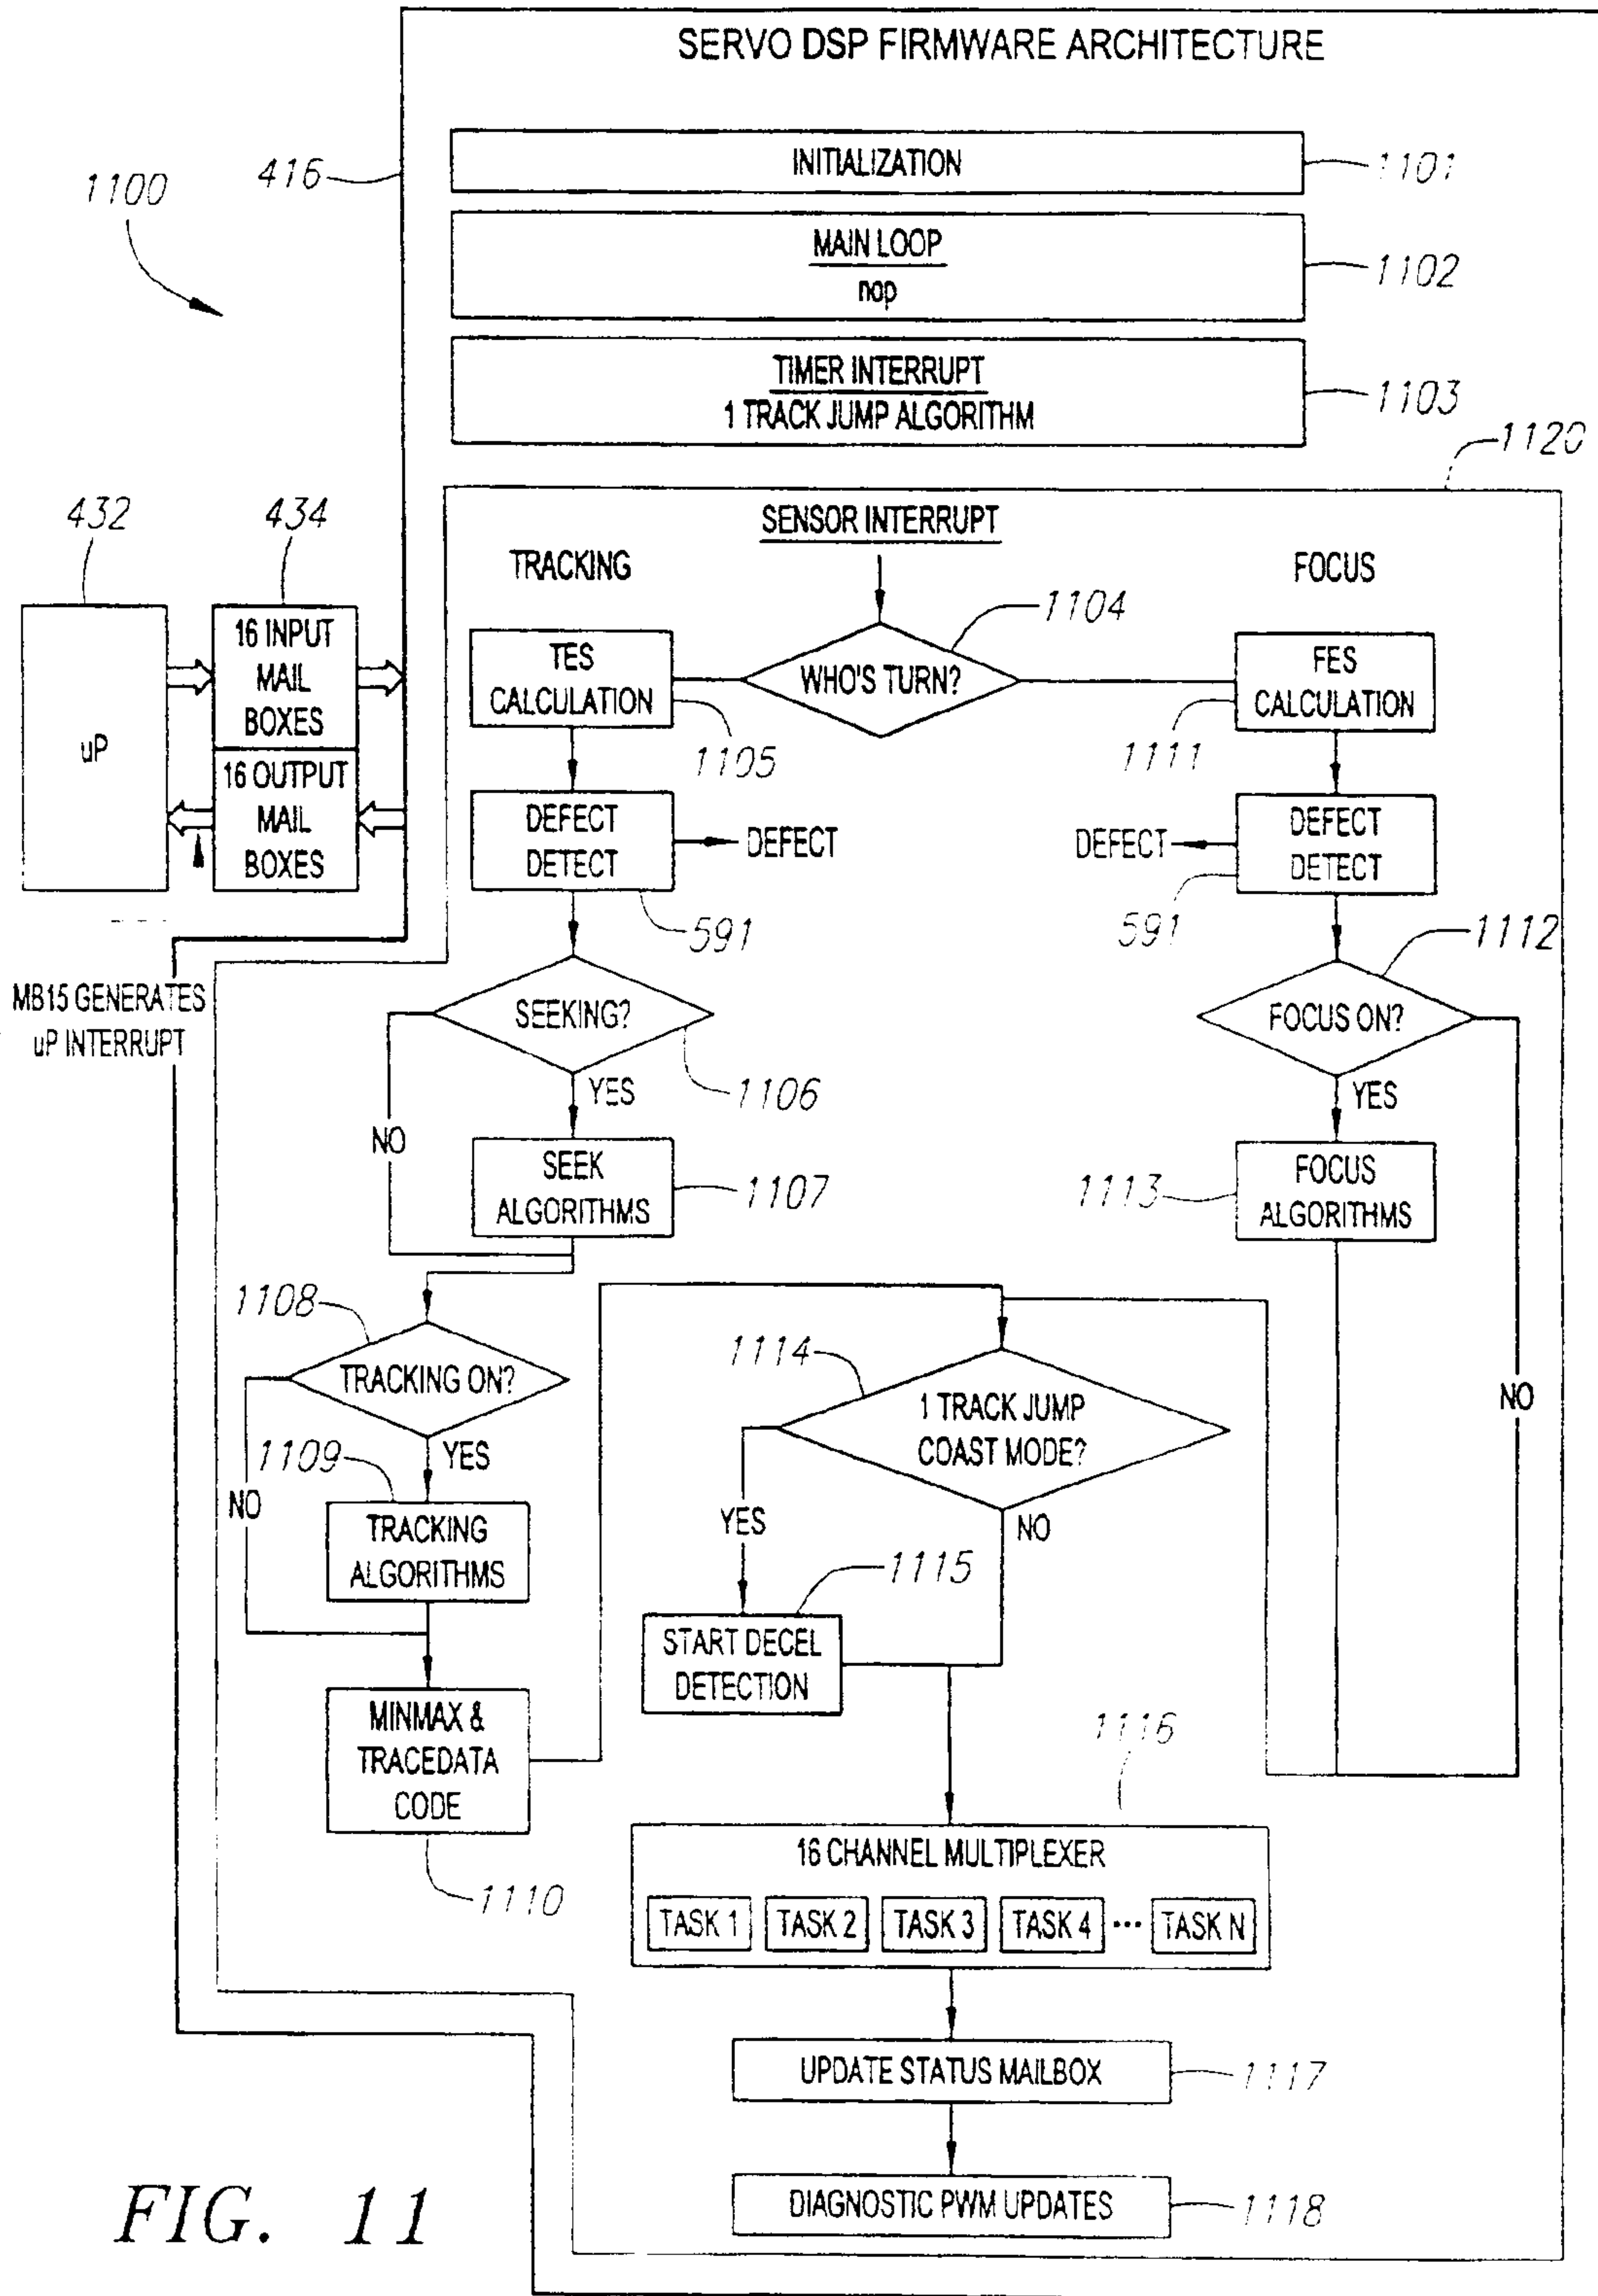 SERVO DSP FIRMWARE ARCHITECTURE
1100
416
INITIALIZATION
1101
MAIN LOOP
nop
1102
TIMER INTERRUPT
1 TRACK JUMP ALGORITHM
1103
1120
432
434
uP
16 INPUT
MAIL
BOXES
16 OUTPUT
MAIL
BOXES
MB15 GENERATES
uP INTERRUPT
SENSOR INTERRUPT
TRACKING
FOCUS
WHO'S TURN?
1104
TES
CALCULATION
1105
FES
CALCULATION
1111
DEFECT
DETECT
DEFECT
591
DEFECT
DEFECT
DETECT
591
SEEKING?
1106
YES
NO
FOCUS ON?
1112
YES
NO
SEEK
ALGORITHMS
1107
1113
FOCUS
ALGORITHMS
1108
TRACKING ON?
YES
NO
1109
TRACKING
ALGORITHMS
1114
1 TRACK JUMP
COAST MODE?
YES
NO
1115
START DECEL
DETECTION
MINMAX &
TRACEDATA
CODE
1110
1116
16 CHANNEL MULTIPLEXER
TASK 1 TASK 2 TASK 3 TASK 4 ··· TASK N
UPDATE STATUS MAILBOX
1117
DIAGNOSTIC PWM UPDATES
1118
FIG. 11